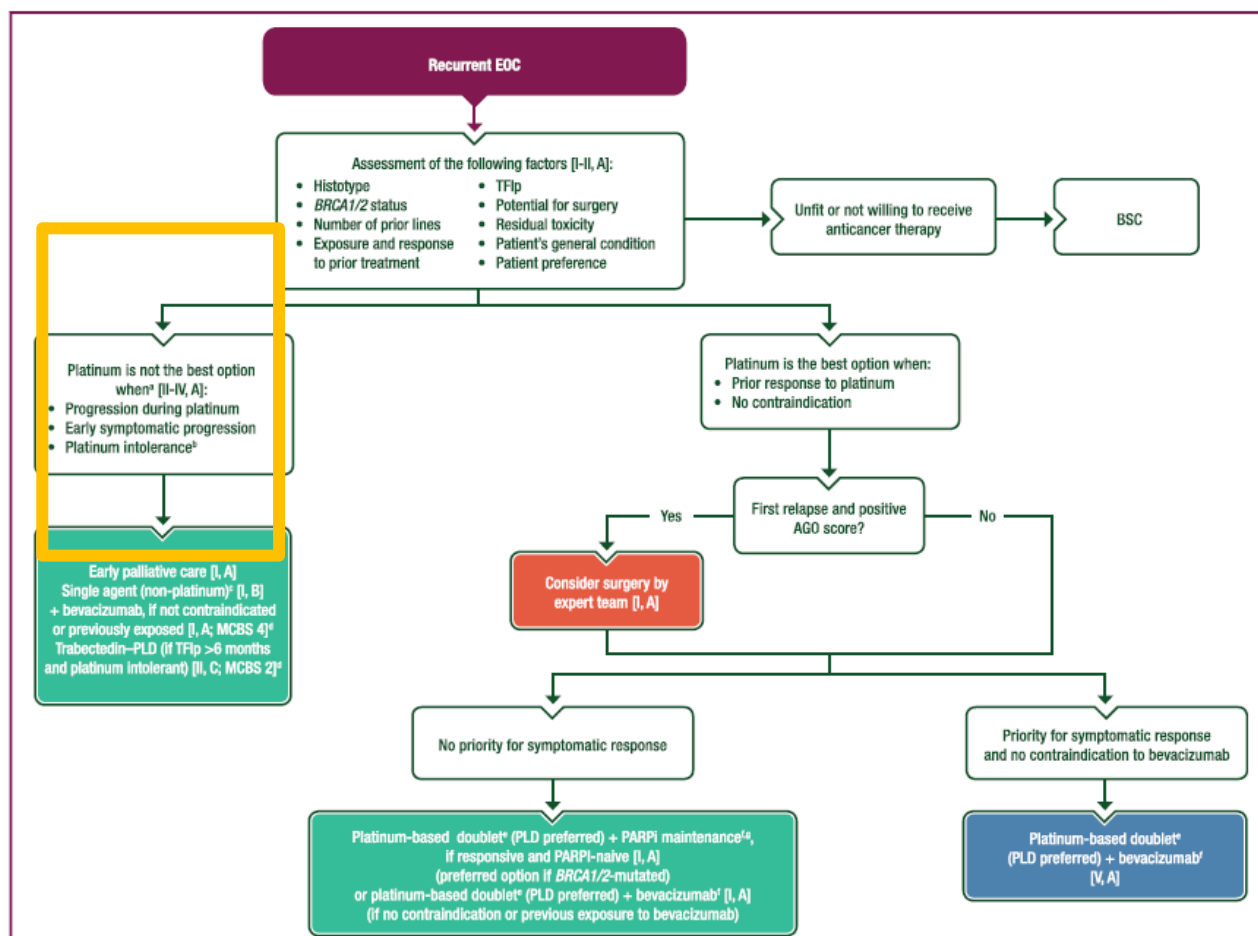 Recurrent EOC
Assessment of the following factors [I-II, A]:
• Histotype
• BRCA1/2 status
• Number of prior lines
• Exposure and response
to prior treatment
• TFIp
• Potential for surgery
• Residual toxicity
• Patient's general condition
• Patient preference
Unfit or not willing to receive
anticancer therapy
BSC
Platinum is not the best option
whenᵃ [II-IV, A]:
• Progression during platinum
• Early symptomatic progression
• Platinum intoleranceᵇ
Platinum is the best option when:
• Prior response to platinum
• No contraindication
First relapse and positive
AGO score?
Yes
No
Early palliative care [I, A]
Single agent (non-platinum)ᶜ [I, B]
+ bevacizumab, if not contraindicated
or previously exposed [I, A; MCBS 4]ᵈ
Trabectedin–PLD (if TFIp >6 months
and platinum intolerant) [II, C; MCBS 2]ᵈ
Consider surgery by
expert team [I, A]
No priority for symptomatic response
Priority for symptomatic response
and no contraindication to bevacizumab
Platinum-based doubletᵉ (PLD preferred) + PARPi maintenanceᶠ,ᵍ,
if responsive and PARPi-naive [I, A]
(preferred option if BRCA1/2-mutated)
or platinum-based doubletᵉ (PLD preferred) + bevacizumabᶠ [I, A]
(if no contraindication or previous exposure to bevacizumab)
Platinum-based doubletᵉ
(PLD preferred) + bevacizumabᶠ
[V, A]